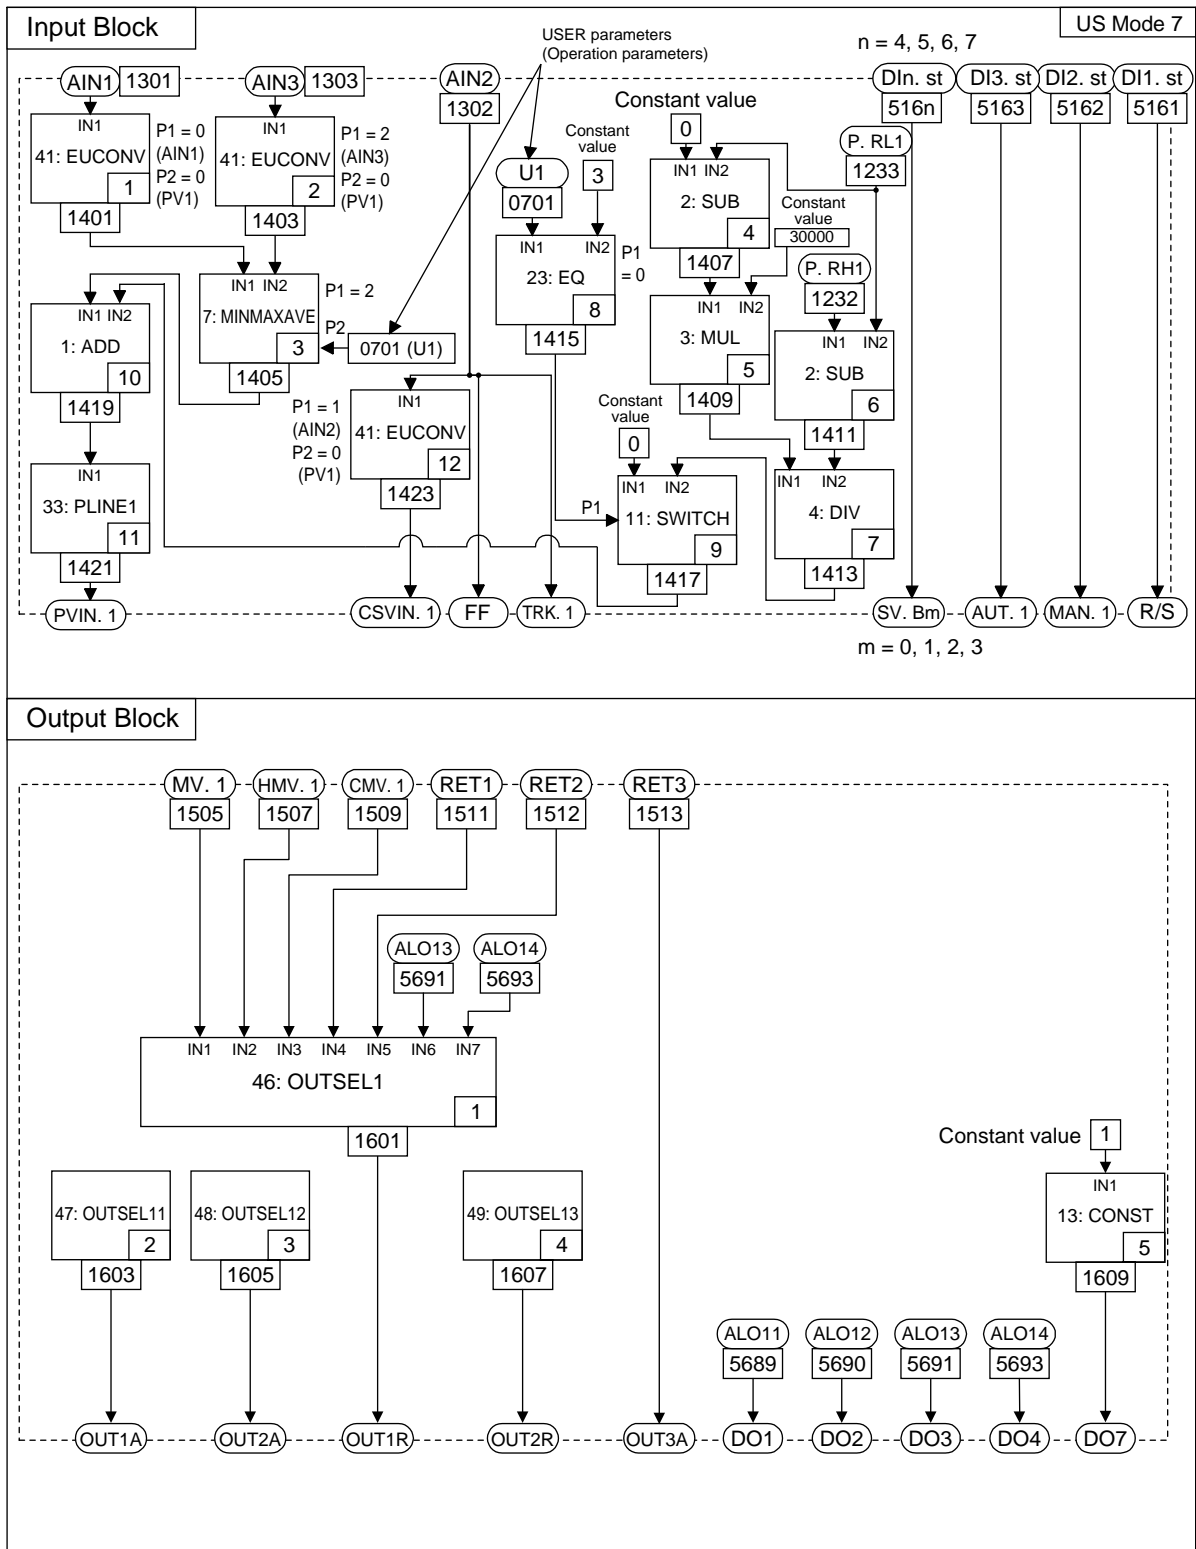 Input Block
US Mode 7
USER parameters
(Operation parameters)
n = 4, 5, 6, 7
AIN1
1301
AIN3
1303
AIN2
1302
DIn. st
516n
DI3. st
5163
DI2. st
5162
DI1. st
5161
IN1
41: EUCONV
1
1401
P1 = 0
(AIN1)
P2 = 0
(PV1)
IN1
41: EUCONV
2
1403
P1 = 2
(AIN3)
P2 = 0
(PV1)
U1
0701
Constant
value
3
IN1
IN2
23: EQ
8
1415
P1
= 0
Constant value
0
IN1 IN2
2: SUB
4
1407
P. RL1
1233
Constant
value
30000
P. RH1
1232
IN1 IN2
7: MINMAXAVE
3
1405
P1 = 2
P2
0701 (U1)
IN1
IN2
3: MUL
5
1409
IN1
IN2
2: SUB
6
1411
IN1 IN2
1: ADD
10
1419
P1 = 1
(AIN2)
P2 = 0
(PV1)
IN1
41: EUCONV
12
1423
Constant
value
0
IN1
IN2
P1
11: SWITCH
9
1417
IN1
IN2
4: DIV
7
1413
IN1
33: PLINE1
11
1421
PVIN. 1
CSVIN. 1
FF
TRK. 1
SV. Bm
AUT. 1
MAN. 1
R/S
m = 0, 1, 2, 3
Output Block
MV. 1
1505
HMV. 1
1507
CMV. 1
1509
RET1
1511
RET2
1512
RET3
1513
ALO13
5691
ALO14
5693
IN1
IN2
IN3
IN4
IN5
IN6
IN7
46: OUTSEL1
1
1601
Constant value
1
IN1
13: CONST
5
1609
47: OUTSEL11
2
1603
48: OUTSEL12
3
1605
49: OUTSEL13
4
1607
ALO11
5689
ALO12
5690
ALO13
5691
ALO14
5693
OUT1A
OUT2A
OUT1R
OUT2R
OUT3A
DO1
DO2
DO3
DO4
DO7